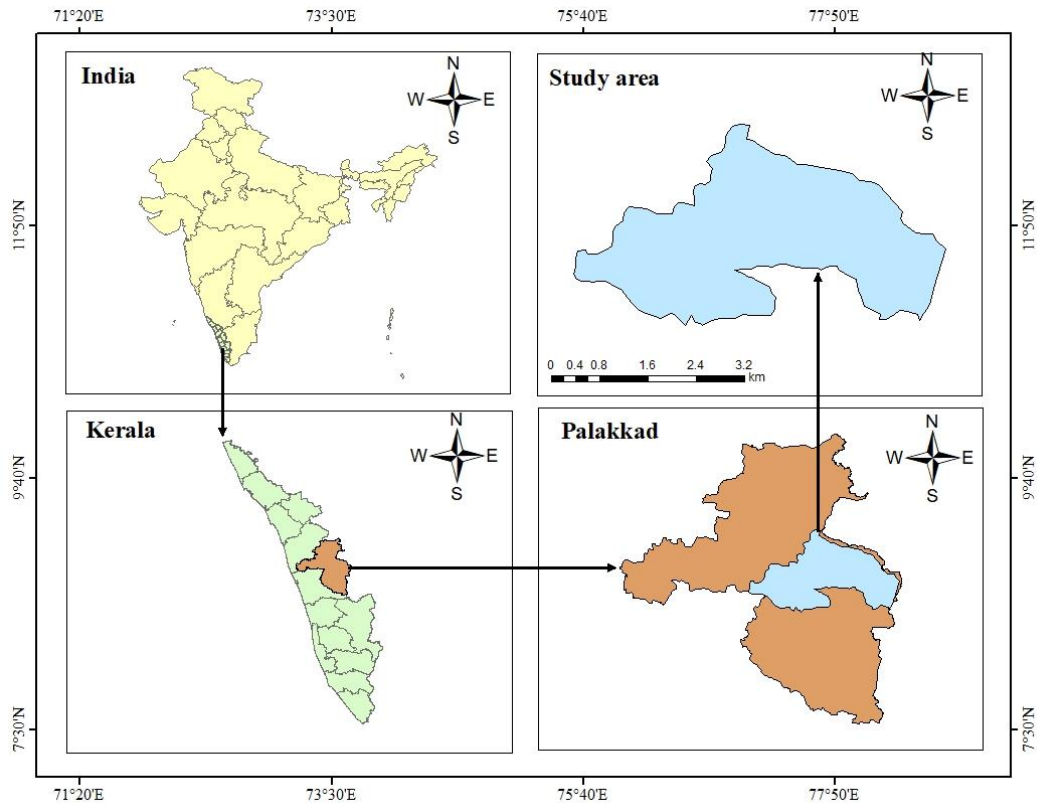 71°20'E 73°30'E 75°40'E 77°50'E
India
N
W E
S
Study area
N
W E
S
11°50'N
11°50'N
0 0.4 0.8 1.6 2.4 3.2
km
Kerala
N
W E
S
Palakkad
N
W E
S
9°40'N
9°40'N
7°30'N
7°30'N
71°20'E 73°30'E 75°40'E 77°50'E